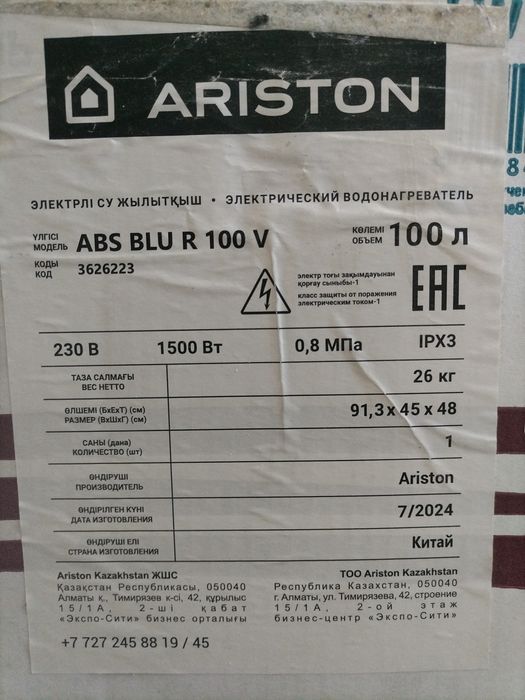 ARISTON
ЭЛЕКТРЛІ СУ ЖЫЛЫТҚЫШ • ЭЛЕКТРИЧЕСКИЙ ВОДОНАГРЕВАТЕЛЬ
ҮЛГІСІ
МОДЕЛЬ ABS BLU R 100 V
КӨЛЕМІ
ОБЪЕМ 100 л
КОДЫ
КОД 3626223
электр тоғы зақымдауынан
қорғау сыныбы-1
класс защиты от поражения
электрическим током-1
ЕАС
230 В 1500 Вт 0,8 МПа IPX3
ТАЗА САЛМАҒЫ
ВЕС НЕТТО 26 кг
ӨЛШЕМІ (БхЕхТ) (см)
РАЗМЕР (ВхШхГ) (см) 91,3 х 45 х 48
САНЫ (дана)
КОЛИЧЕСТВО (шт) 1
ӨНДІРУШІ
ПРОИЗВОДИТЕЛЬ Ariston
ӨНДІРІЛГЕН КҮНІ
ДАТА ИЗГОТОВЛЕНИЯ 7/2024
ӨНДІРУШІ ЕЛІ
СТРАНА ИЗГОТОВЛЕНИЯ Китай
Ariston Kazakhstan ЖШС
Қазақстан Республикасы, 050040
Алматы қ., Тимирязев к-сі, 42, құрылыс
15/1А, 2-ші қабат
«Экспо-Сити» бизнес орталығы
+7 727 245 88 19 / 45
ТОО Ariston Kazakhstan
Республика Казахстан, 050040
г. Алматы, ул. Тимирязева, 42, строение
15/1А, 2-ой этаж
бизнес-центр «Экспо-Сити»
8